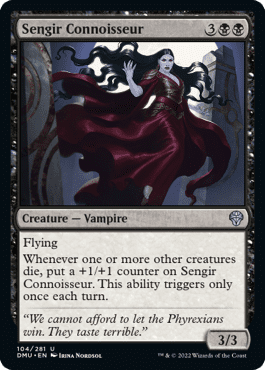 Sengir Connoisseur 3
Creature — Vampire
Flying
Whenever one or more other creatures
die, put a +1/+1 counter on Sengir
Connoisseur. This ability triggers only
once each turn.
“We cannot afford to let the Phyrexians
win. They taste terrible.”
3/3
104/281 U
DMU • EN Irina Nordsol
™ & © 2022 Wizards of the Coast